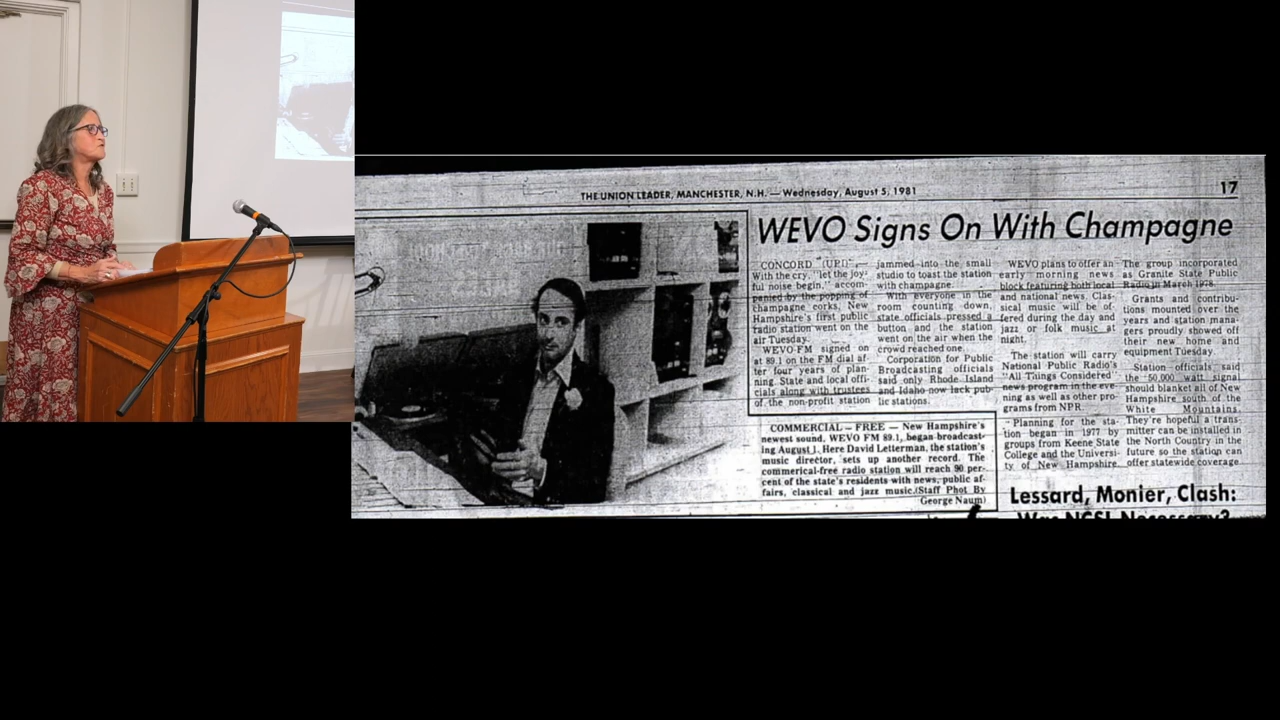 THE UNION LEADER, MANCHESTER, N.H. — Wednesday, August 5, 1981
17
WEVO Signs On With Champagne
CONCORD (UPI) —
With the cry, "let the joy-
ful noise begin," accom-
panied by the popping of
champagne corks, New
Hampshire's first public
radio station went on the
air Tuesday.
WEVO-FM signed on
at 89.1 on the FM dial af-
ter four years of plan-
ning. State and local offi-
cials along with trustees
of the non-profit station
jammed into the small
studio to toast the station
with champagne.
With everyone in the
room counting down,
state officials pressed a
button and the station
went on the air when the
crowd reached one.
Corporation for Public
Broadcasting officials
said only Rhode Island
and Idaho now lack pub-
lic stations.
WEVO plans to offer an
early morning news
block featuring both local
and national news. Clas-
sical music will be of-
fered during the day and
jazz or folk music at
night.
The station will carry
National Public Radio's
"All Things Considered"
news program in the eve-
ning as well as other pro-
grams from NPR.
Planning for the sta-
tion began in 1977 by
groups from Keene State
College and the Universi-
ty of New Hampshire.
The group incorporated
as Granite State Public
Radio in March 1978.
Grants and contribu-
tions mounted over the
years and station mana-
gers proudly showed off
their new home and
equipment Tuesday.
Station officials said
the 50,000 watt signal
should blanket all of New
Hampshire south of the
White Mountains.
They're hopeful a trans-
mitter can be installed in
the North Country in the
future so the station can
offer statewide coverage
COMMERCIAL — FREE — New Hampshire's
newest sound, WEVO FM 89.1, began broadcast-
ing August 1. Here David Letterman, the station's
music director, sets up another record. The
commerical-free radio station will reach 90 per-
cent of the state's residents with news, public af-
fairs, classical and jazz music.(Staff Phot By
George Naum)
Lessard, Monier, Clash:
Was NCSL Necessary?